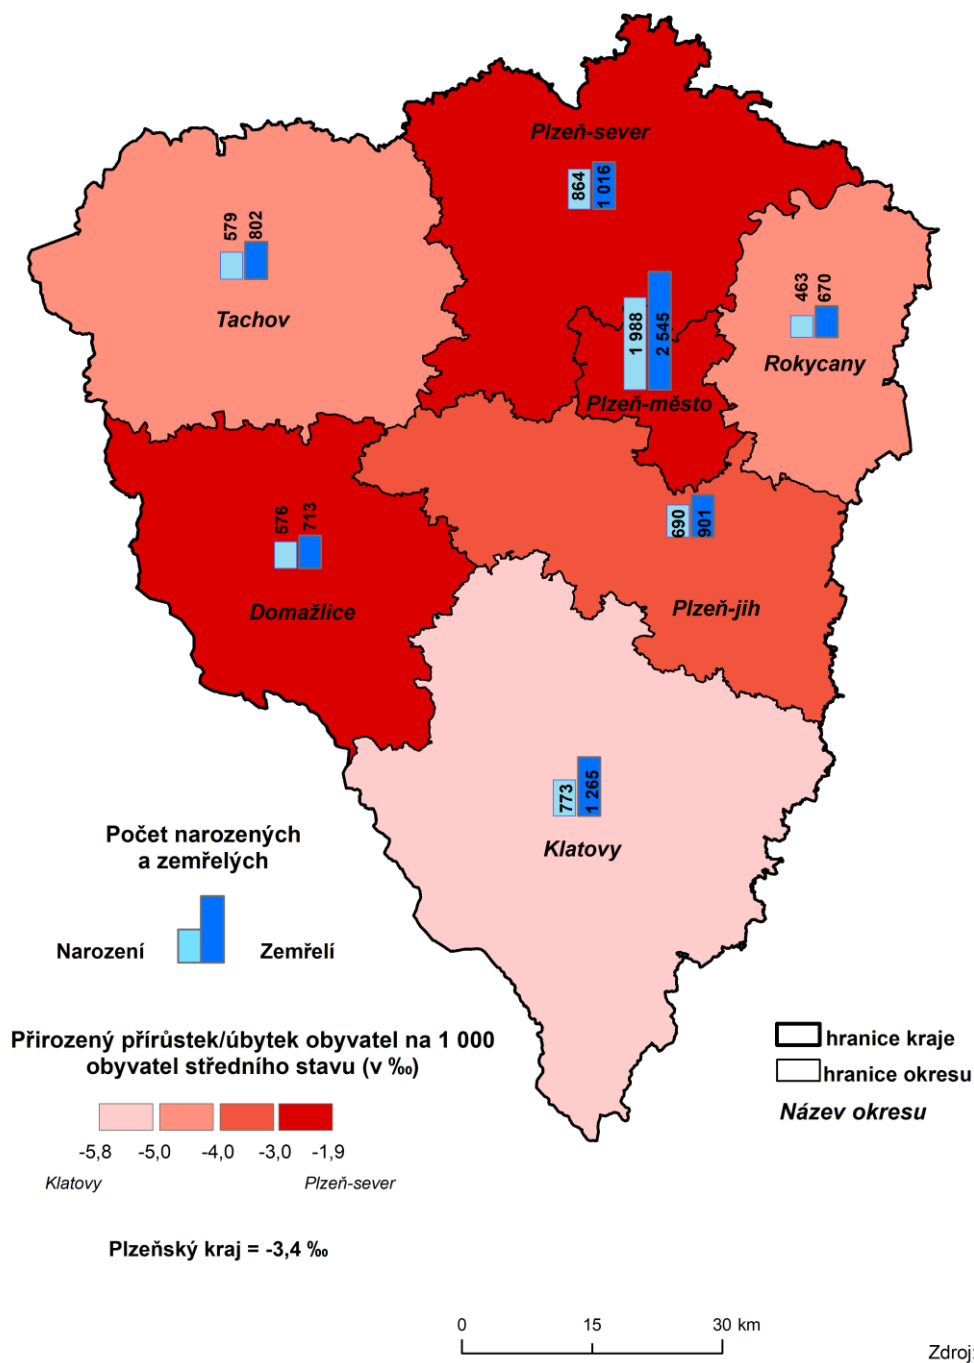 Plzeň-sever
864
1 016
579
802
Tachov
463
670
Rokycany
1 988
2 545
Plzeň-město
576
713
Domažlice
690
901
Plzeň-jih
773
1 265
Klatovy
Počet narozených
a zemřelých
Narození
Zemřelí
Přirozený přírůstek/úbytek obyvatel na 1 000
obyvatel středního stavu (v ‰)
-5,8 -5,0 -4,0 -3,0 -1,9
Klatovy Plzeň-sever
Plzeňský kraj = -3,4 ‰
hranice kraje
hranice okresu
Název okresu
0 15 30 km
Zdroj: